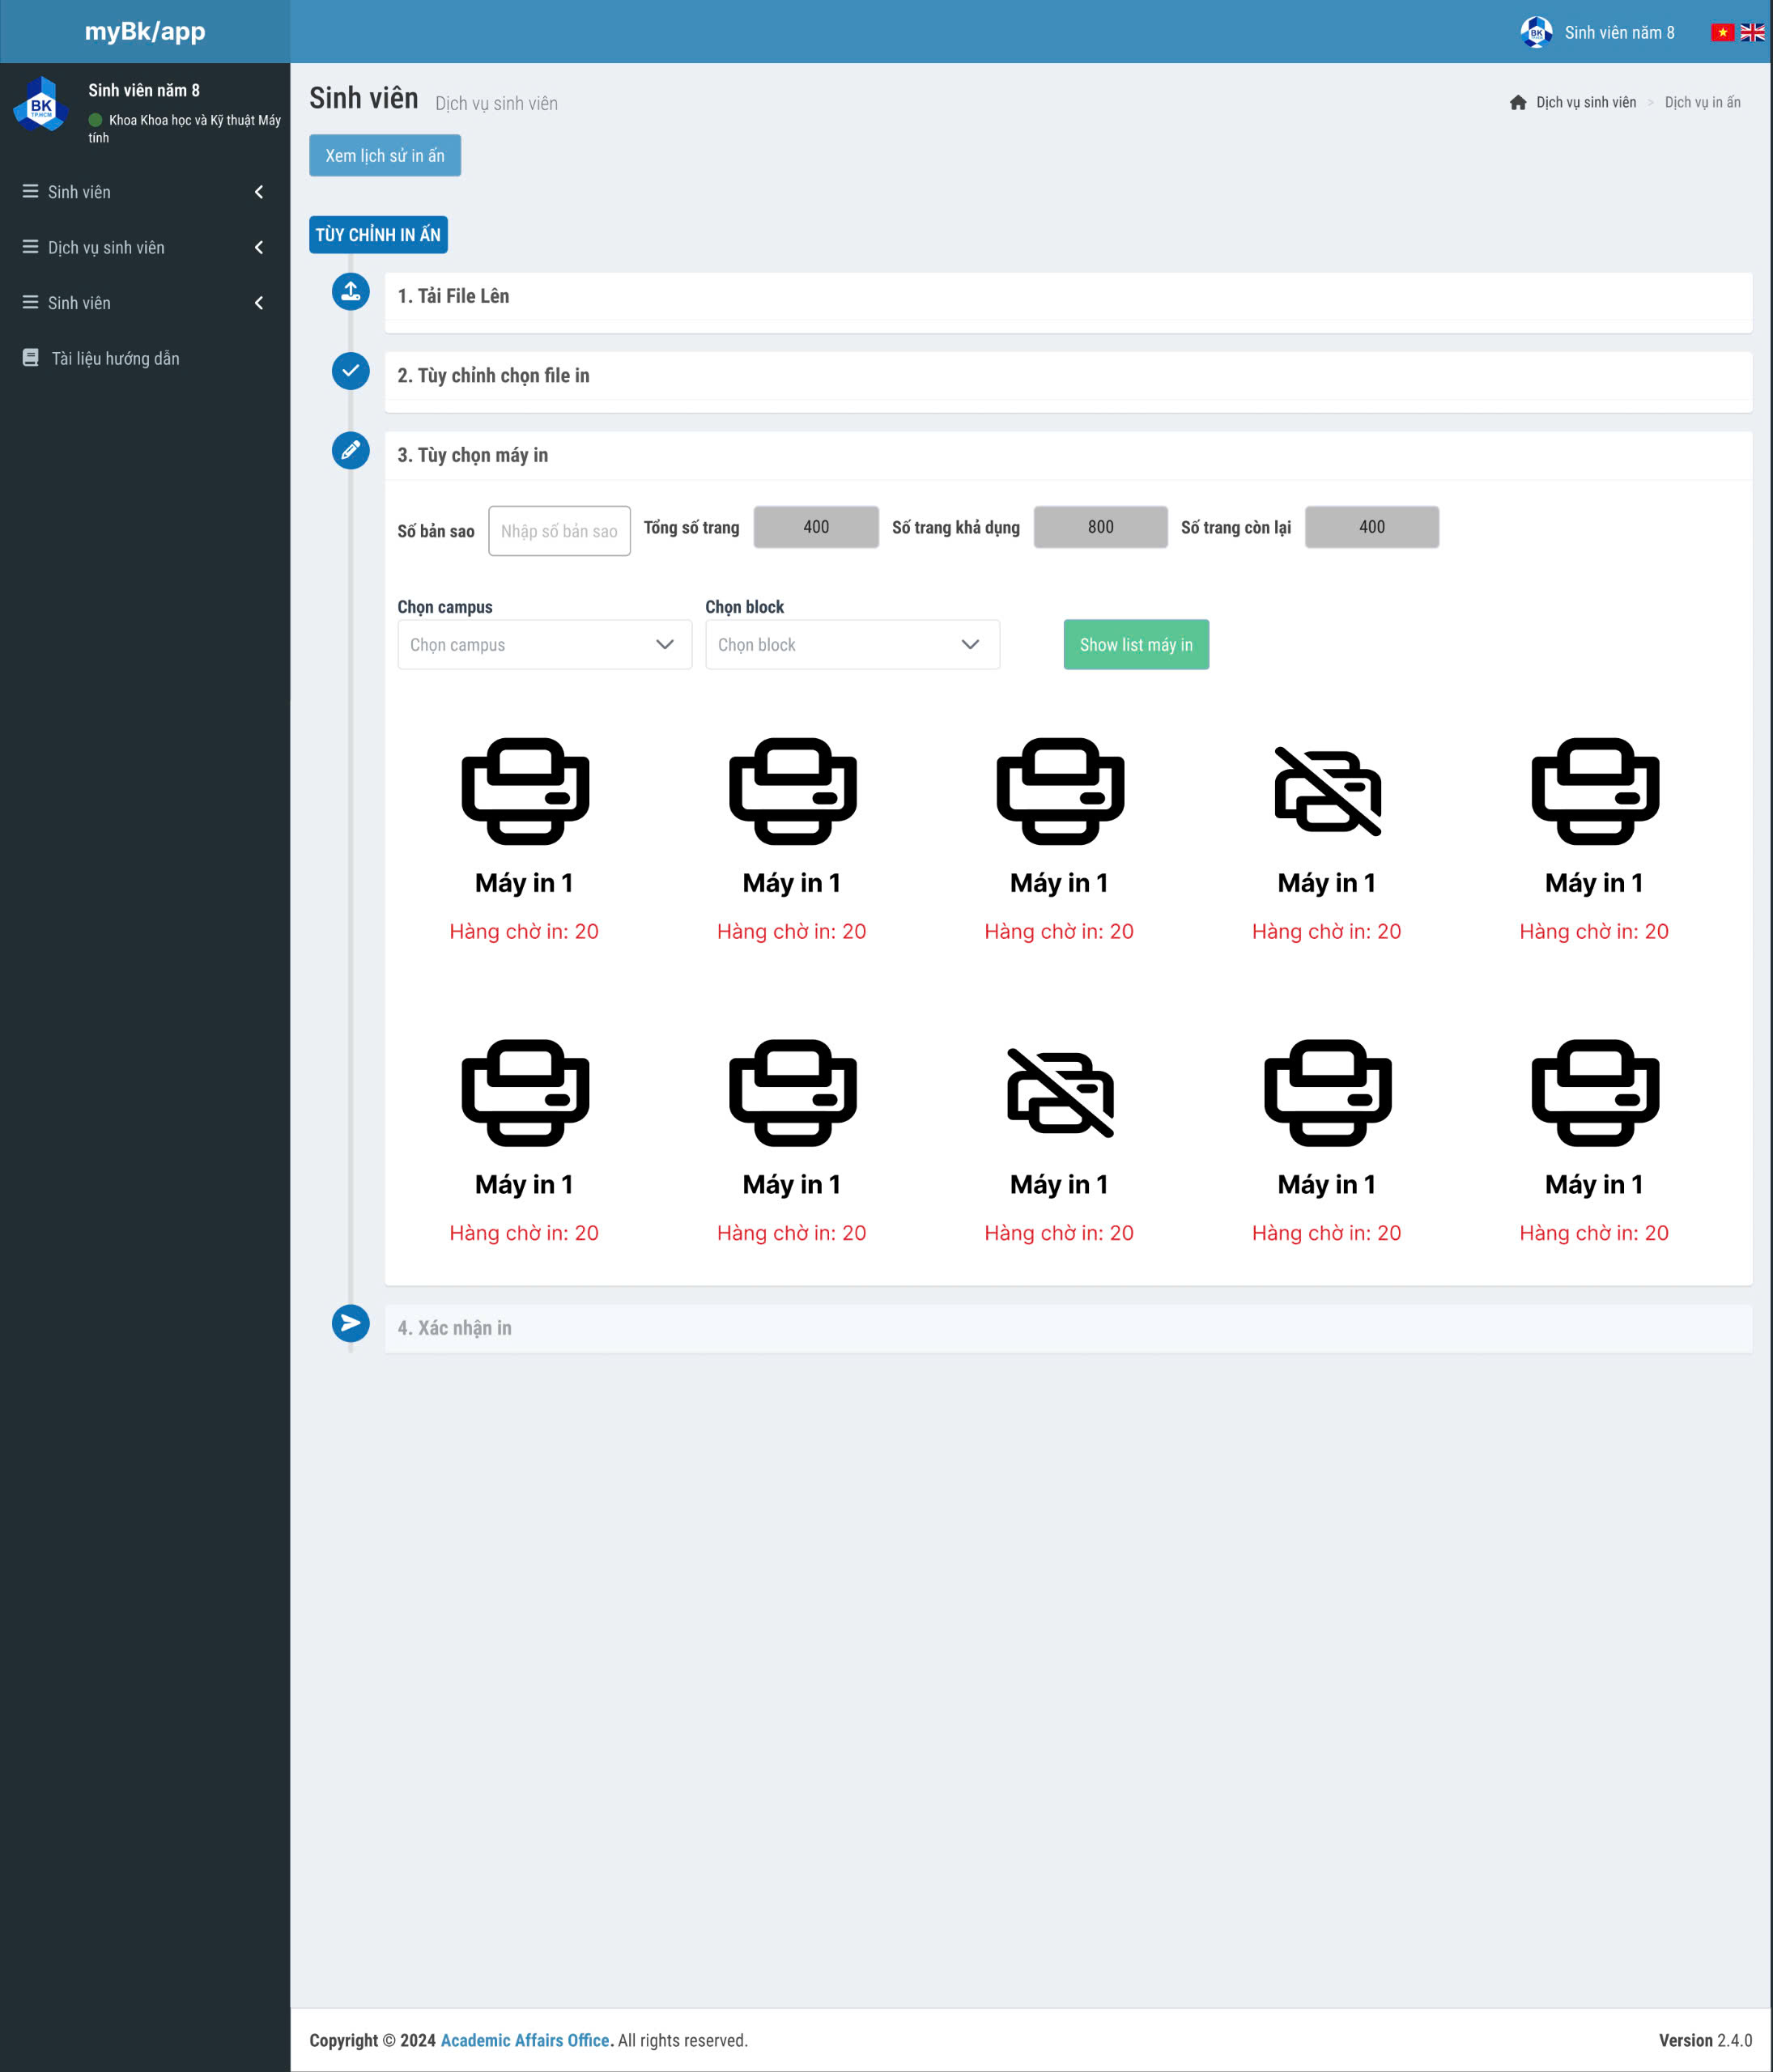 myBk/app
BK
TP.HCM
Sinh viên năm 8
BK
TP.HCM
Sinh viên năm 8
Khoa Khoa học và Kỹ thuật Máy
tính
Sinh viên
Dịch vụ sinh viên
Sinh viên
Tài liệu hướng dẫn
Sinh viên Dịch vụ sinh viên
Dịch vụ sinh viên > Dịch vụ in ấn
Xem lịch sử in ấn
TÙY CHỈNH IN ẤN
1. Tải File Lên
2. Tùy chỉnh chọn file in
3. Tùy chọn máy in
Số bản sao Nhập số bản sao Tổng số trang 400 Số trang khả dụng 800 Số trang còn lại 400
Chọn campus Chọn block
Chọn campus Chọn block Show list máy in
Máy in 1 Máy in 1 Máy in 1 Máy in 1 Máy in 1
Hàng chờ in: 20 Hàng chờ in: 20 Hàng chờ in: 20 Hàng chờ in: 20 Hàng chờ in: 20
Máy in 1 Máy in 1 Máy in 1 Máy in 1 Máy in 1
Hàng chờ in: 20 Hàng chờ in: 20 Hàng chờ in: 20 Hàng chờ in: 20 Hàng chờ in: 20
4. Xác nhận in
Copyright © 2024 Academic Affairs Office. All rights reserved. Version 2.4.0